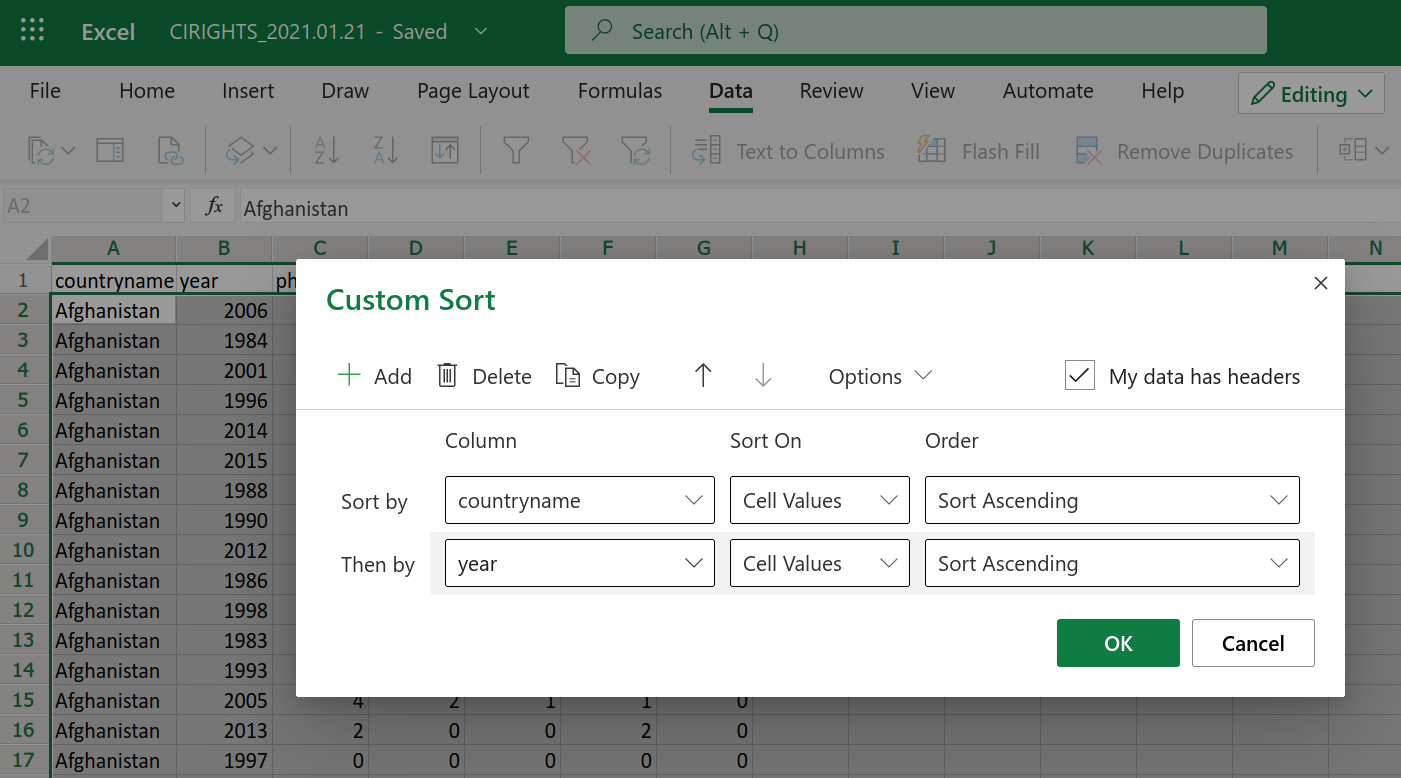 Excel CIRIGHTS_2021.01.21 - Saved Search (Alt + Q)
File Home Insert Draw Page Layout Formulas Data Review View Automate Help Editing
Text to Columns Flash Fill Remove Duplicates
A2 fx Afghanistan
A B C D E F G H I J K L M N
1 countryname year ph
2 Afghanistan 2006
3 Afghanistan 1984
4 Afghanistan 2001
5 Afghanistan 1996
6 Afghanistan 2014
7 Afghanistan 2015
8 Afghanistan 1988
9 Afghanistan 1990
10 Afghanistan 2012
11 Afghanistan 1986
12 Afghanistan 1998
13 Afghanistan 1983
14 Afghanistan 1993
15 Afghanistan 2005 4 2 1 1 0
16 Afghanistan 2013 2 0 0 2 0
17 Afghanistan 1997 0 0 0 0 0
Custom Sort
Add Delete Copy Options My data has headers
Column Sort On Order
Sort by countryname Cell Values Sort Ascending
Then by year Cell Values Sort Ascending
OK Cancel